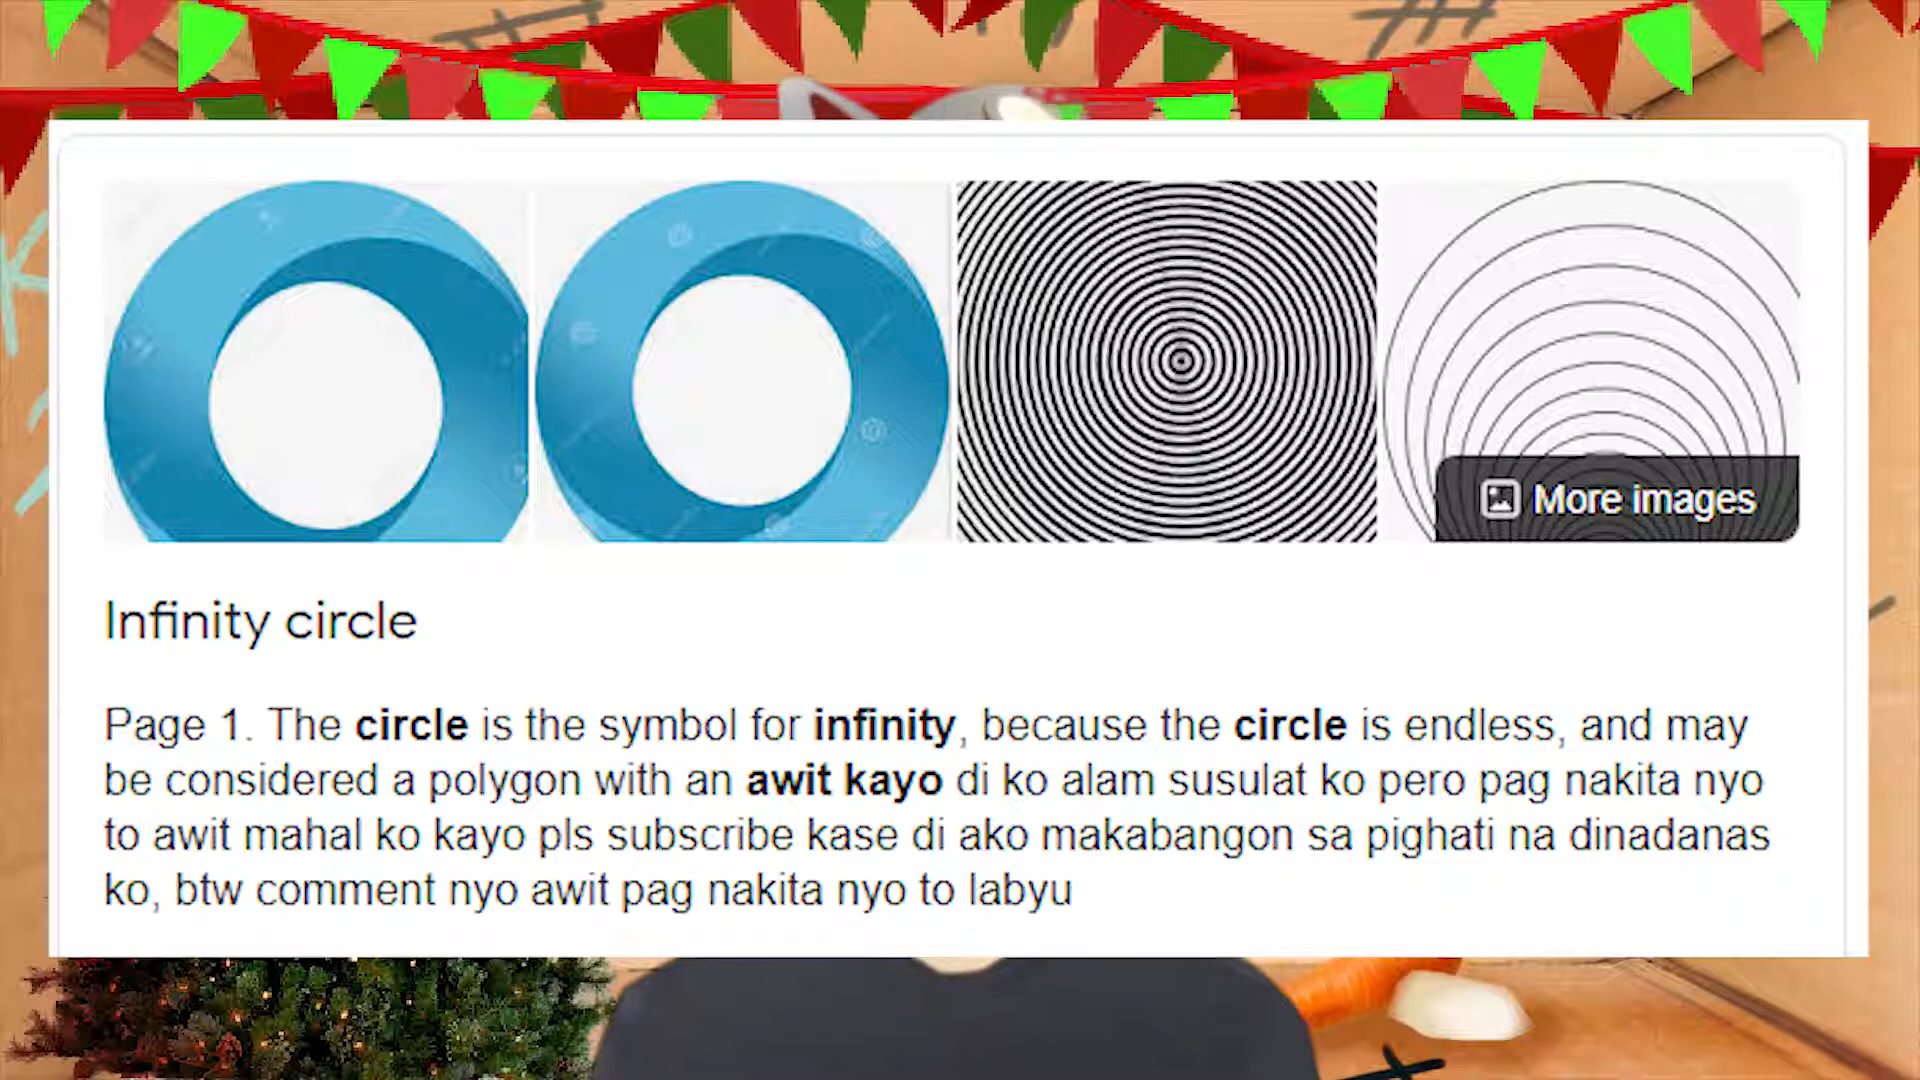 More images
Infinity circle
Page 1. The circle is the symbol for infinity, because the circle is endless, and may
be considered a polygon with an awit kayo di ko alam susulat ko pero pag nakita nyo
to awit mahal ko kayo pls subscribe kase di ako makabangon sa pighati na dinadanas
ko, btw comment nyo awit pag nakita nyo to labyu